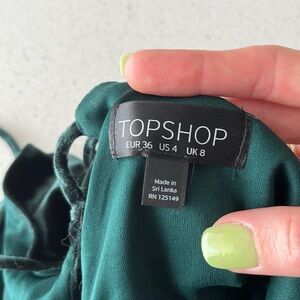 TOPSHOP
EUR 36 US 4 UK 8
Made in
Sri Lanka
RN 125149